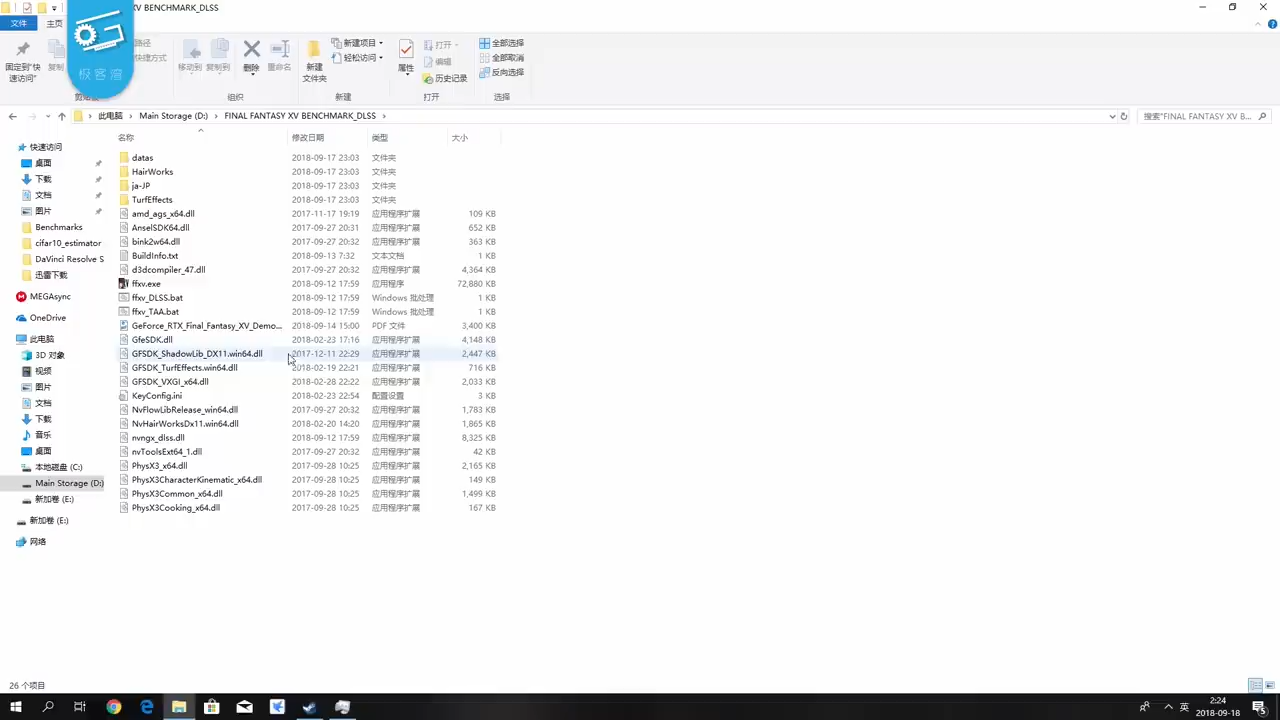 XV BENCHMARK_DLSS
文件
主页
极客湾
固定到"快速访问"
复制
路径
快捷方式
移动到
复制到
删除
重命名
组织
新建文件夹
新建项目
轻松访问
新建
属性
打开
编辑
历史记录
打开
全部选择
全部取消
反向选择
选择
此电脑 Main Storage (D:) FINAL FANTASY XV BENCHMARK_DLSS
搜索"FINAL FANTASY XV B...
快速访问
桌面
下载
文档
图片
Benchmarks
cifar10_estimator
DaVinci Resolve S
迅雷下载
MEGAsync
OneDrive
此电脑
3D 对象
视频
图片
文档
下载
音乐
桌面
本地磁盘 (C:)
Main Storage (D:)
新加卷 (E:)
新加卷 (E:)
网络
名称 修改日期 类型 大小
datas 2018-09-17 23:03 文件夹
HairWorks 2018-09-17 23:03 文件夹
ja-JP 2018-09-17 23:03 文件夹
TurfEffects 2018-09-17 23:03 文件夹
amd_ags_x64.dll 2017-11-17 19:19 应用程序扩展 109 KB
AnselSDK64.dll 2017-09-27 20:31 应用程序扩展 652 KB
bink2w64.dll 2017-09-27 20:32 应用程序扩展 363 KB
BuildInfo.txt 2018-09-13 7:32 文本文档 1 KB
d3dcompiler_47.dll 2017-09-27 20:32 应用程序扩展 4,364 KB
ffxv.exe 2018-09-12 17:59 应用程序 72,880 KB
ffxv_DLSS.bat 2018-09-12 17:59 Windows 批处理 1 KB
ffxv_TAA.bat 2018-09-12 17:59 Windows 批处理 1 KB
GeForce_RTX_Final_Fantasy_XV_Demo... 2018-09-14 15:00 PDF 文件 3,400 KB
GfeSDK.dll 2018-02-23 17:16 应用程序扩展 4,148 KB
GFSDK_ShadowLib_DX11.win64.dll 2017-12-11 22:29 应用程序扩展 2,447 KB
GFSDK_TurfEffects.win64.dll 2018-02-19 22:21 应用程序扩展 716 KB
GFSDK_VXGI_x64.dll 2018-02-28 22:22 应用程序扩展 2,033 KB
KeyConfig.ini 2018-02-23 22:54 配置设置 3 KB
NvFlowLibRelease_win64.dll 2017-09-27 20:32 应用程序扩展 1,783 KB
NvHairWorksDx11.win64.dll 2018-02-20 14:20 应用程序扩展 1,865 KB
nvngx_dlss.dll 2018-09-12 17:59 应用程序扩展 8,325 KB
nvToolsExt64_1.dll 2017-09-27 20:32 应用程序扩展 42 KB
PhysX3_x64.dll 2017-09-28 10:25 应用程序扩展 2,165 KB
PhysX3CharacterKinematic_x64.dll 2017-09-28 10:25 应用程序扩展 149 KB
PhysX3Common_x64.dll 2017-09-28 10:25 应用程序扩展 1,499 KB
PhysX3Cooking_x64.dll 2017-09-28 10:25 应用程序扩展 167 KB
26 个项目
英
2:24
2018-09-18